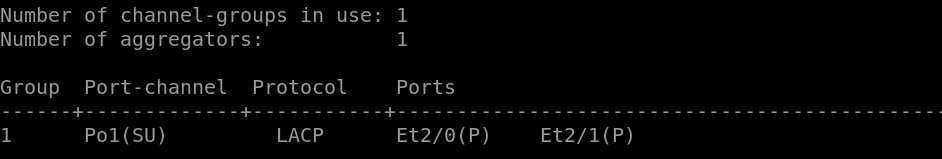 Number of channel-groups in use: 1
Number of aggregators:           1

Group  Port-channel  Protocol    Ports
------+-------------+-----------+-----------------------------------------------
1      Po1(SU)         LACP      Et2/0(P)    Et2/1(P)